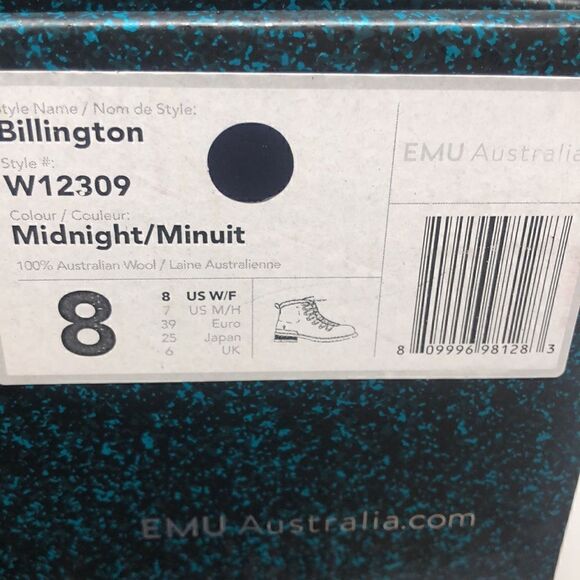 Style Name / Nom de Style:
Billington
Style #:
W12309
Colour / Couleur:
Midnight/Minuit
100% Australian Wool / Laine Australienne
8
8 US W/F
7 US M/H
39 Euro
25 Japan
6 UK
EMU Australia
8 09996 98128 3
EMU Australia.com